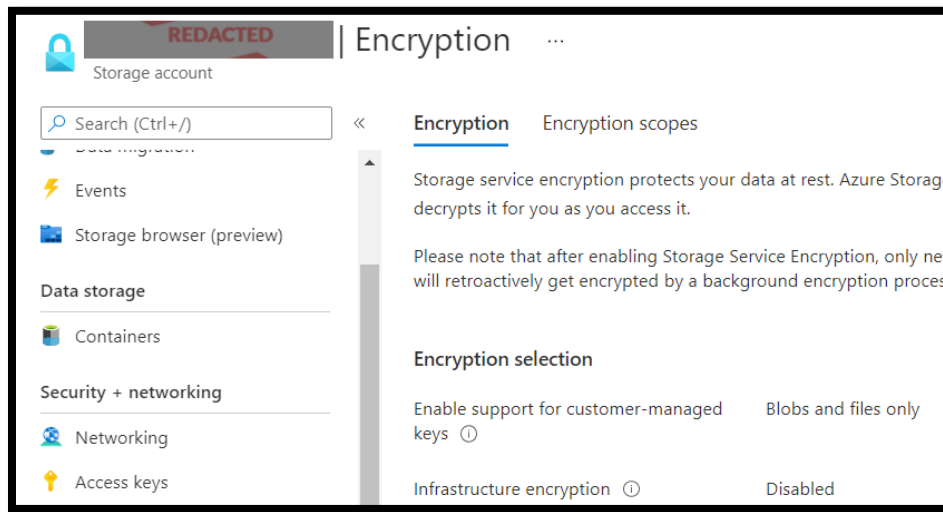 REDACTED
| Encryption ...
Storage account
Search (Ctrl+/)
«
Data migration
Events
Storage browser (preview)
Data storage
Containers
Security + networking
Networking
Access keys
Encryption Encryption scopes
Storage service encryption protects your data at rest. Azure Storage
decrypts it for you as you access it.
Please note that after enabling Storage Service Encryption, only
will retroactively get encrypted by a background encryption
Encryption selection
Enable support for customer-managed
keys
Blobs and files only
Infrastructure encryption
Disabled